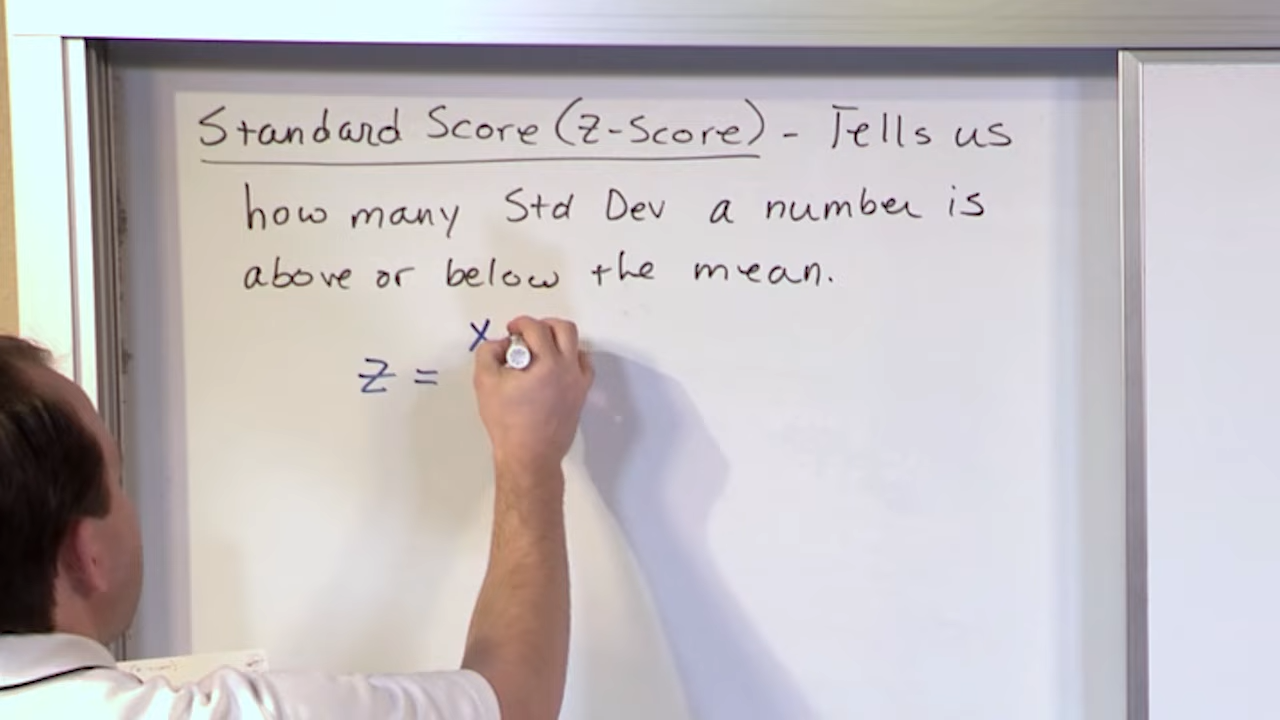 Standard Score (Z-Score) - Tells us
how many Std Dev a number is
above or below the mean.
Z = X